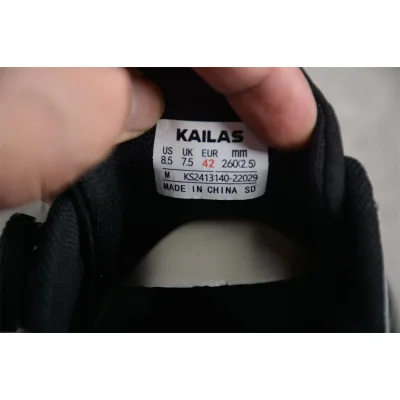 KAILAS
US UK EUR mm
8.5 7.5 42 260(2.5)
M KS2413140-22029
MADE IN CHINA SD